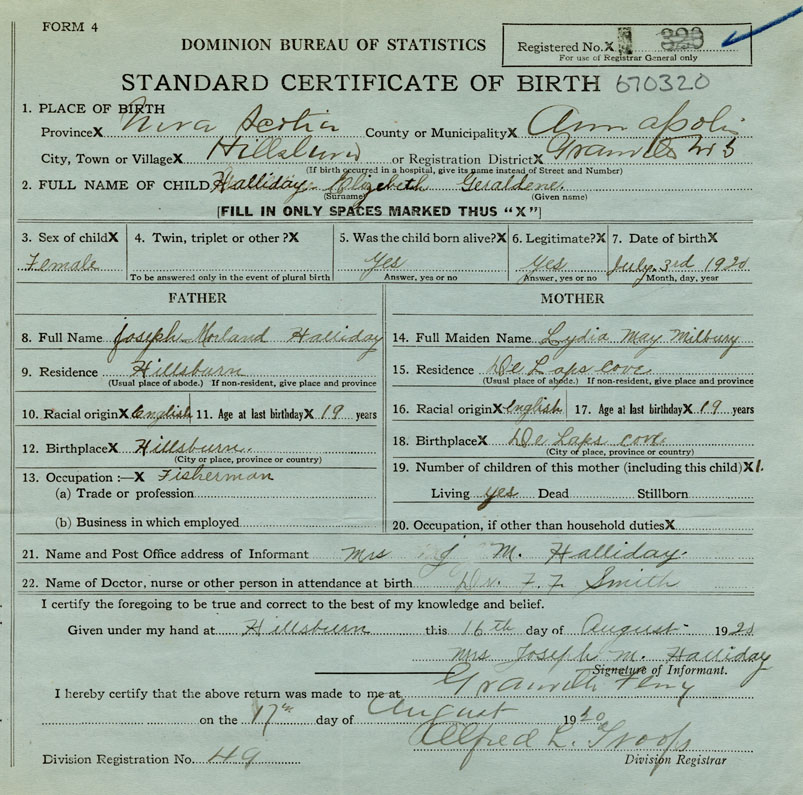 FORM 4
DOMINION BUREAU OF STATISTICS
Registered No. X
For use of Registrar General only
STANDARD CERTIFICATE OF BIRTH 670320
1. PLACE OF BIRTH
Province X Nova Scotia County or Municipality X Annapolis
City, Town or Village X Hillsburn or Registration District X Granville
(If birth occurred in a hospital, give its name instead of Street and Number)
2. FULL NAME OF CHILD Halliday Elizebeth Geraldene.
(Surname) (Given name)
[FILL IN ONLY SPACES MARKED THUS "X"]
3. Sex of child X 4. Twin, triplet or other ? X 5. Was the child born alive? X 6. Legitimate? X 7. Date of birth X
Female Yes Yes July. 3rd 1920
To be answered only in the event of plural birth Answer, yes or no Answer, yes or no Month, day, year
FATHER
8. Full Name Joseph Morland Halliday
9. Residence Hillsburn
(Usual place of abode.) If non-resident, give place and province
10. Racial origin X English 11. Age at last birthday X 19 years
12. Birthplace X Hillsburn.
(City or place, province or country)
13. Occupation :— X Fisherman
(a) Trade or profession
(b) Business in which employed
MOTHER
14. Full Maiden Name Lydia May Milbury
15. Residence De Laps Cove
(Usual place of abode.) If non-resident, give place and province
16. Racial origin X English 17. Age at last birthday X 19 years
18. Birthplace X De Laps Cove
(City of place, province or country)
19. Number of children of this mother (including this child) X 1.
Living yes Dead Stillborn
20. Occupation, if other than household duties X
21. Name and Post Office address of Informant Mrs J M. Halliday.
22. Name of Doctor, nurse or other person in attendance at birth Dr. F. F. Smith
I certify the foregoing to be true and correct to the best of my knowledge and belief.
Given under my hand at Hillsburn this 16th day of August 1920
Mrs Joseph M. Halliday
Signature of Informant.
I hereby certify that the above return was made to me at Granville Ferry
on the 17th day of August 1920
Alfred L. Troop
Division Registration No. 49 Division Registrar